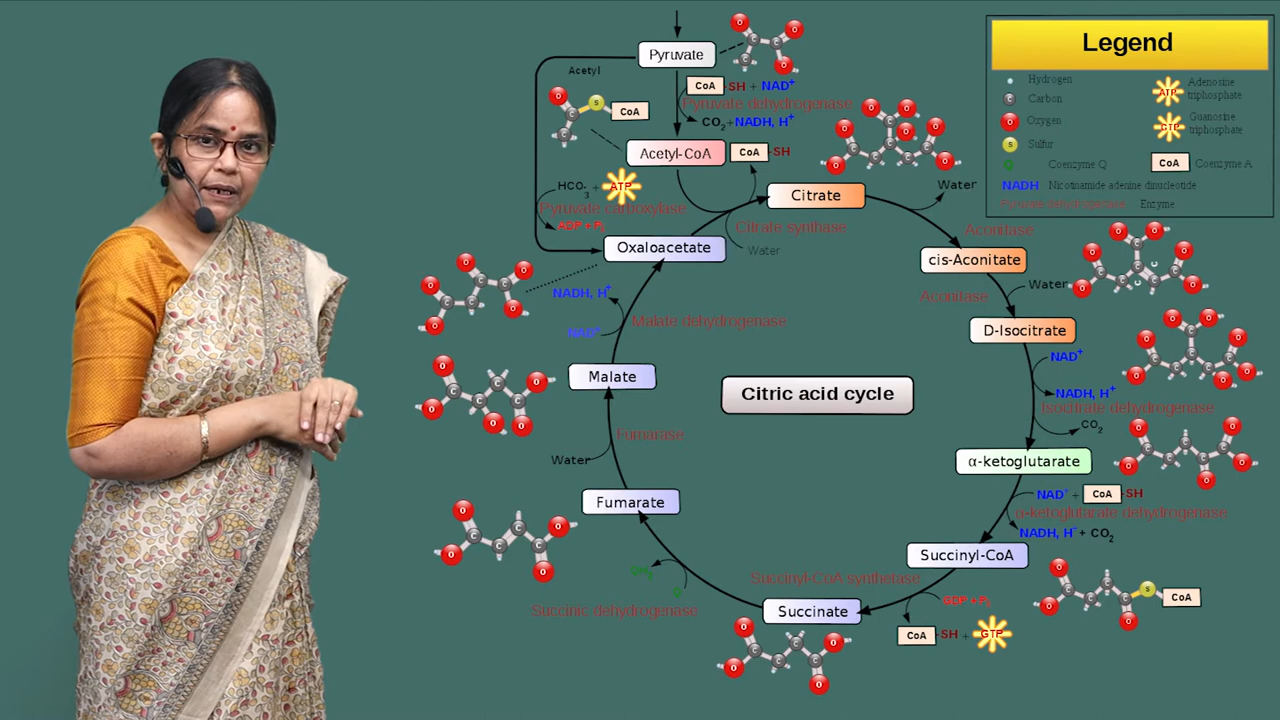 Pyruvate
Acetyl
O
S
CoA
C
CoA SH + NAD+
Pyruvate dehydrogenase
CO2+NADH, H+
Acetyl-CoA
CoA SH
HCO3- + ATP
Pyruvate carboxylase
ADP + Pi
Citrate
Water
Citrate synthase
Water
Oxaloacetate
Aconitase
cis-Aconitate
Aconitase
Water
D-Isocitrate
NAD+
NADH, H+
Isocitrate dehydrogenase
CO2
α-ketoglutarate
NAD+ + CoA SH
α-ketoglutarate dehydrogenase
NADH, H+ + CO2
Succinyl-CoA
S
CoA
Succinyl-CoA synthetase
GDP + Pi
CoA SH + GTP
Succinate
Succinic dehydrogenase
Q
Fumarate
Water
Fumarase
Malate
NAD+
Malate dehydrogenase
NADH, H+
Citric acid cycle
Legend
Hydrogen
C Carbon
O Oxygen
S Sulfur
Q Coenzyme Q
NADH Nicotinamide adenine dinucleotide
Pyruvate dehydrogenase Enzyme
ATP Adenosine
triphosphate
GTP Guanosine
triphosphate
CoA Coenzyme A